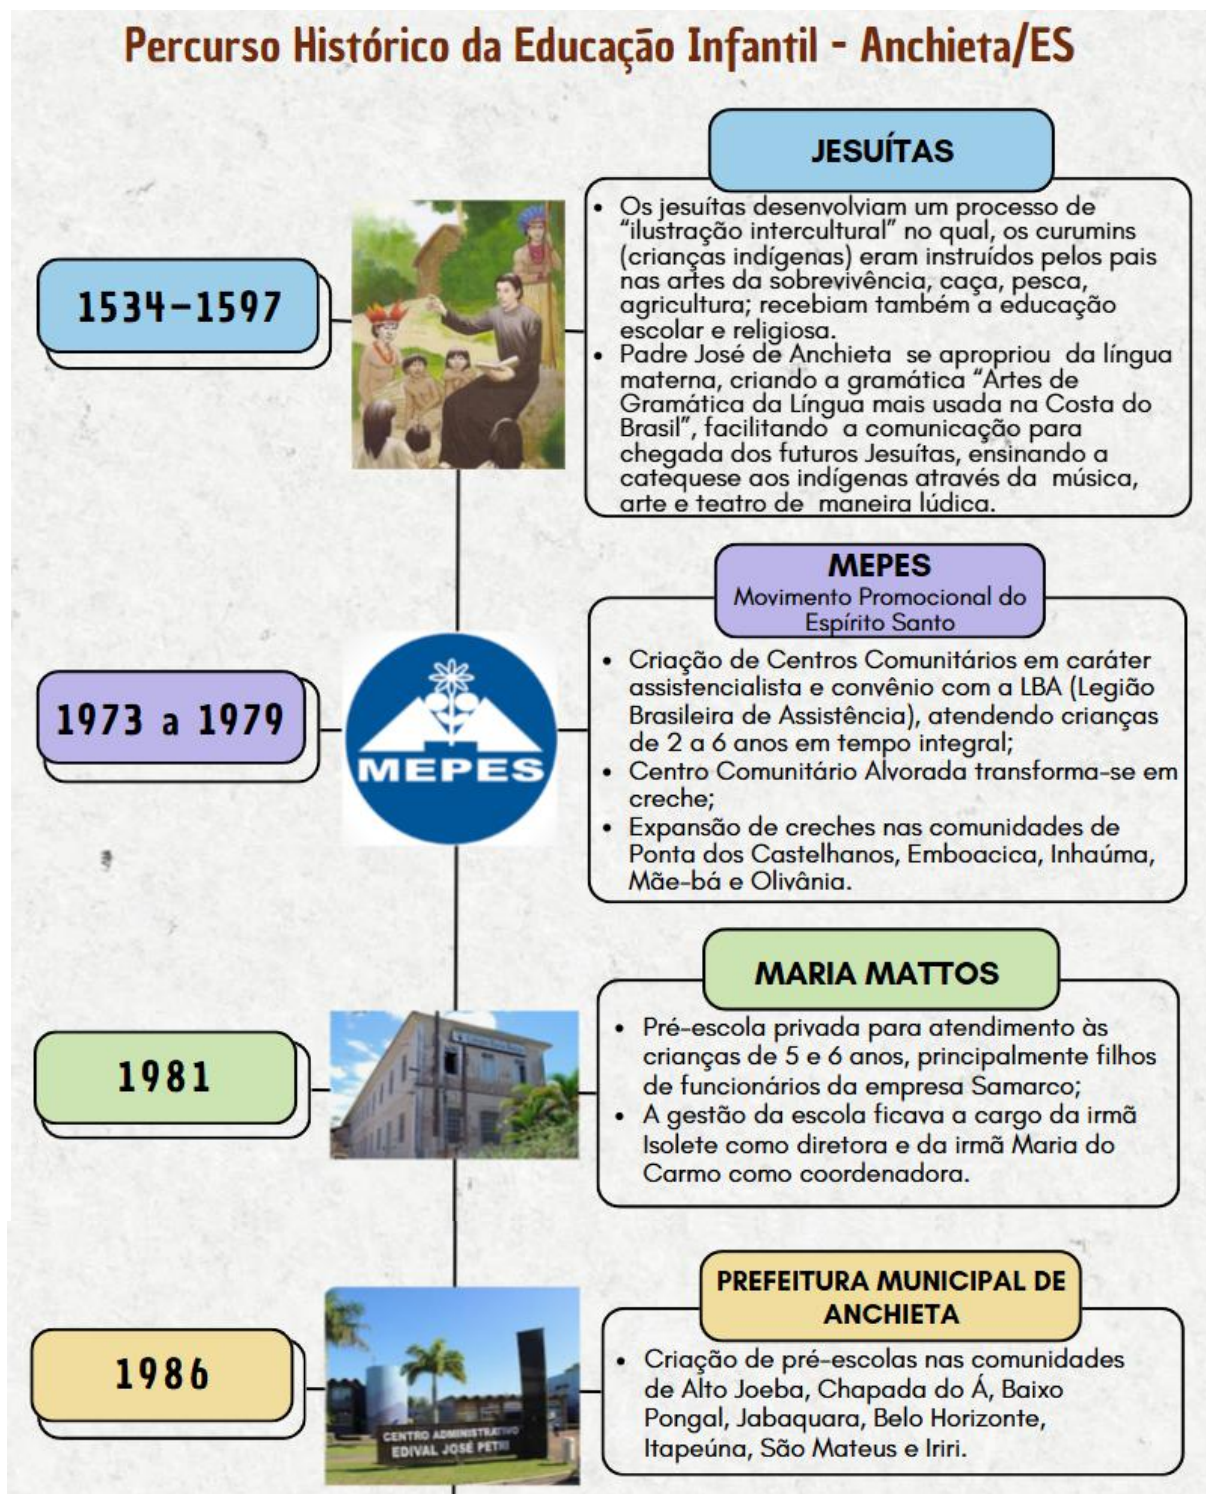 Percurso Histórico da Educação Infantil - Anchieta/ES
JESUÍTAS
1534-1597
• Os jesuítas desenvolviam um processo de
“ilustração intercultural” no qual, os curumins
(crianças indígenas) eram instruídos pelos pais
nas artes da sobrevivência, caça, pesca,
agricultura; recebiam também a educação
escolar e religiosa.
• Padre José de Anchieta se apropriou da língua
materna, criando a gramática “Artes de
Gramática da Língua mais usada na Costa do
Brasil”, facilitando a comunicação para
chegada dos futuros Jesuítas, ensinando a
catequese aos indígenas através da música,
arte e teatro de maneira lúdica.
MEPES
Movimento Promocional do
Espírito Santo
1973 a 1979
MEPES
• Criação de Centros Comunitários em caráter
assistencialista e convênio com a LBA (Legião
Brasileira de Assistência), atendendo crianças
de 2 a 6 anos em tempo integral;
• Centro Comunitário Alvorada transforma-se em
creche;
• Expansão de creches nas comunidades de
Ponta dos Castelhanos, Emboacica, Inhaúma,
Mãe-bá e Olivânia.
MARIA MATTOS
1981
• Pré-escola privada para atendimento às
crianças de 5 e 6 anos, principalmente filhos
de funcionários da empresa Samarco;
• A gestão da escola ficava a cargo da irmã
Isolete como diretora e da irmã Maria do
Carmo como coordenadora.
PREFEITURA MUNICIPAL DE
ANCHIETA
1986
CENTRO ADMINISTRATIVO
EDIVAL JOSÉ PETRI
• Criação de pré-escolas nas comunidades
de Alto Joeba, Chapada do Á, Baixo
Pongal, Jabaquara, Belo Horizonte,
Itapeúna, São Mateus e Iriri.